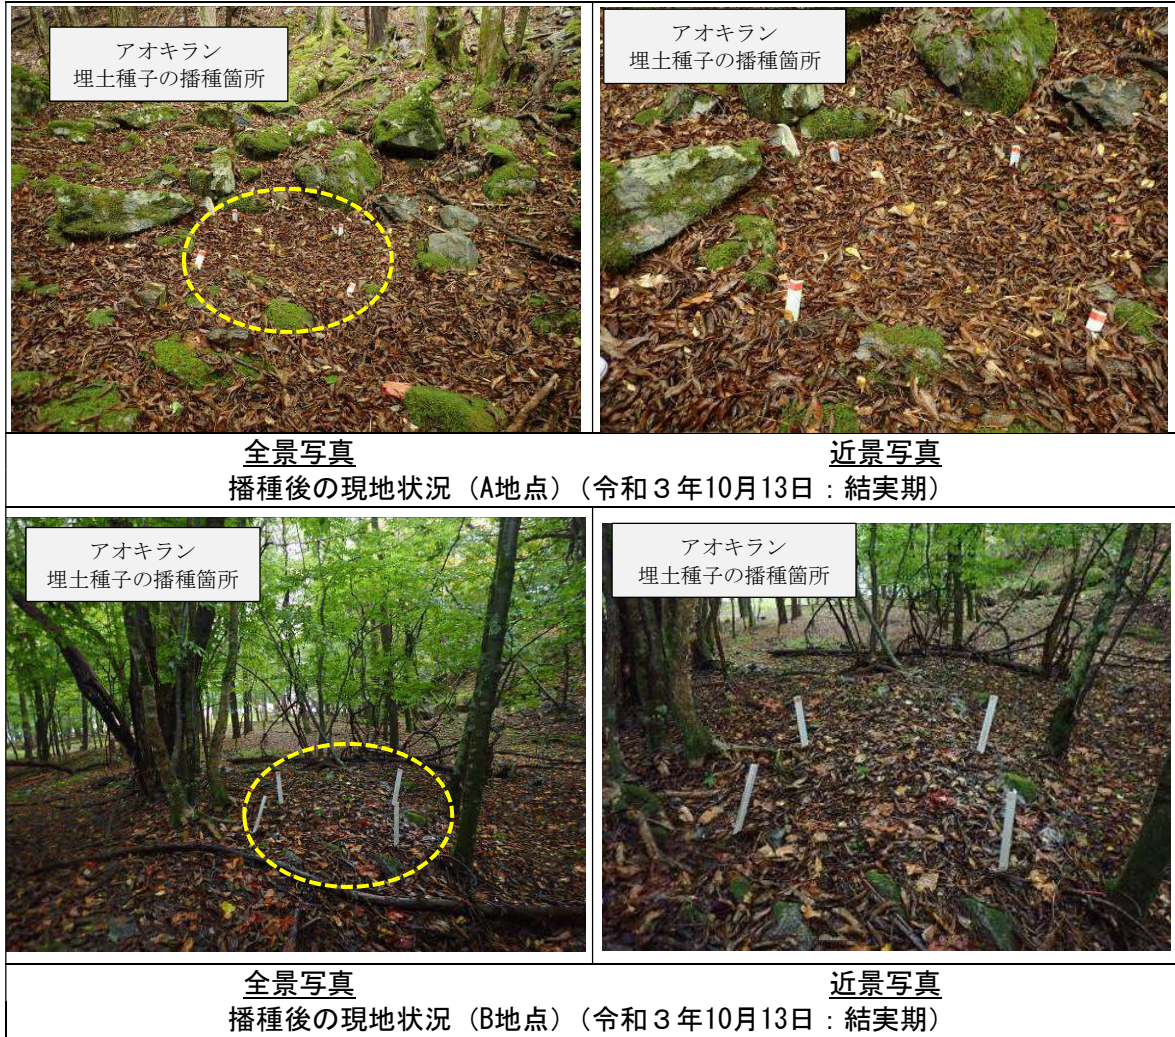 アオキラン
埋土種子の播種箇所
アオキラン
埋土種子の播種箇所
全景写真
近景写真
播種後の現地状況（A地点）（令和３年10月13日：結実期）
アオキラン
埋土種子の播種箇所
アオキラン
埋土種子の播種箇所
全景写真
近景写真
播種後の現地状況（B地点）（令和３年10月13日：結実期）